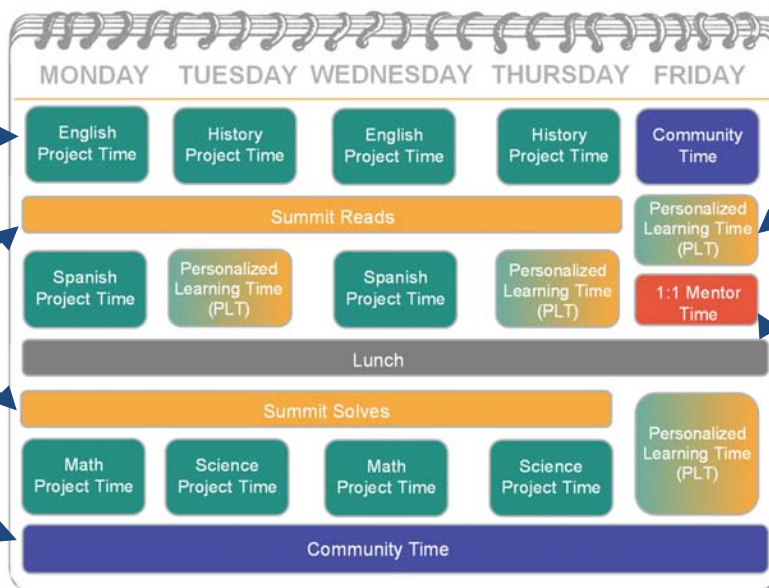 MONDAY TUESDAY WEDNESDAY THURSDAY FRIDAY
English
Project Time
History
Project Time
English
Project Time
History
Project Time
Community
Time
Summit Reads
Personalized
Learning Time
(PLT)
Spanish
Project Time
Personalized
Learning Time
(PLT)
Spanish
Project Time
Personalized
Learning Time
(PLT)
1:1 Mentor
Time
Lunch
Summit Solves
Personalized
Learning Time
(PLT)
Math
Project Time
Science
Project Time
Math
Project Time
Science
Project Time
Community Time